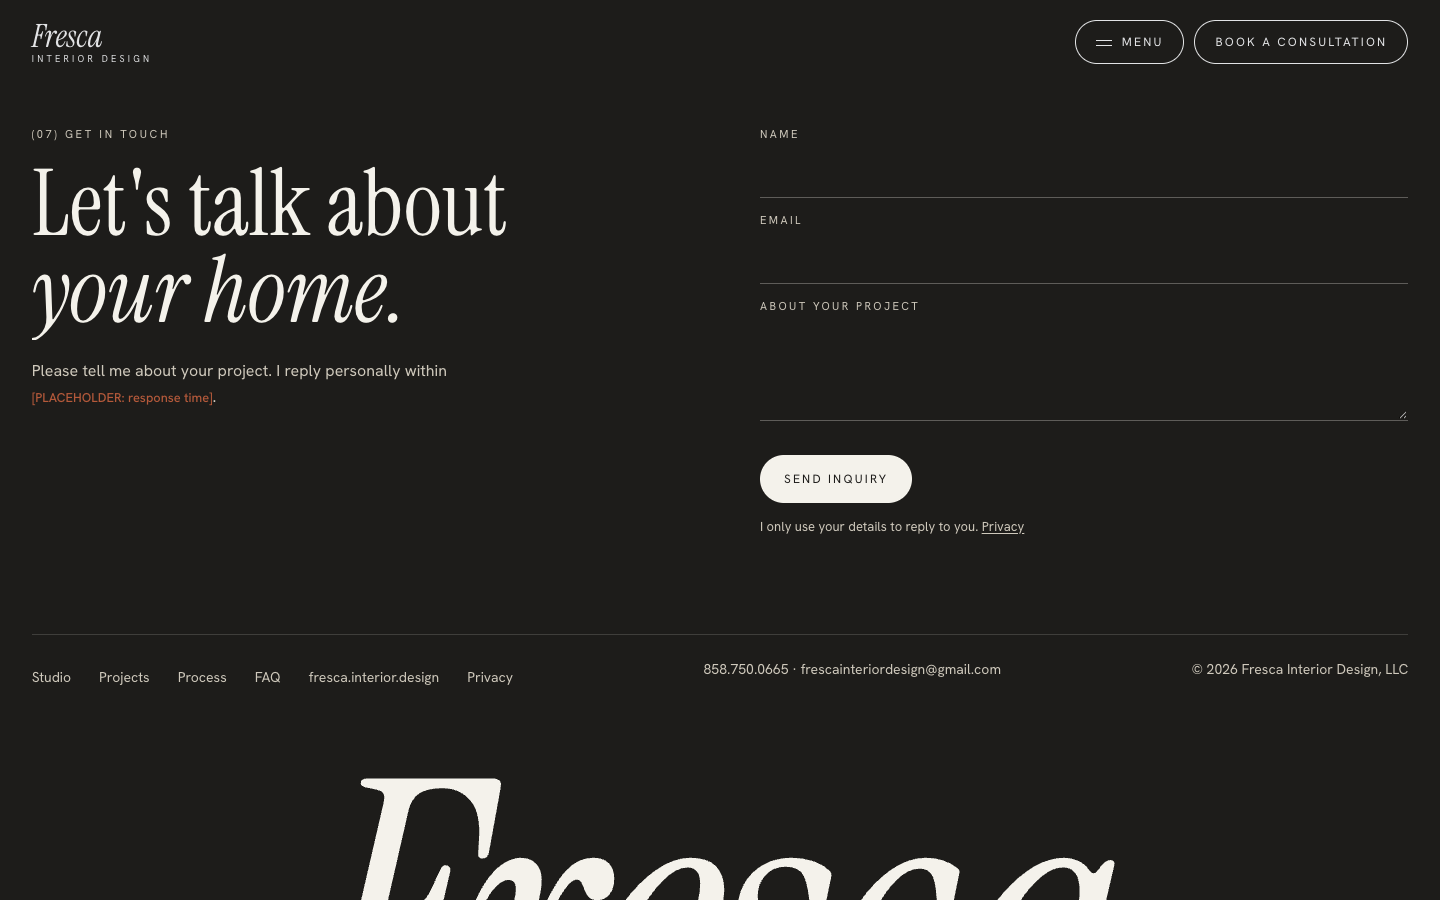 Fresca
INTERIOR DESIGN
MENU
BOOK A CONSULTATION
(07) GET IN TOUCH
Let's talk about
your home.
Please tell me about your project. I reply personally within
[PLACEHOLDER: response time].
NAME
EMAIL
ABOUT YOUR PROJECT
SEND INQUIRY
I only use your details to reply to you. Privacy
Studio Projects Process FAQ fresca.interior.design Privacy
858.750.0665 · frescainteriordesign@gmail.com
© 2026 Fresca Interior Design, LLC
Fresca